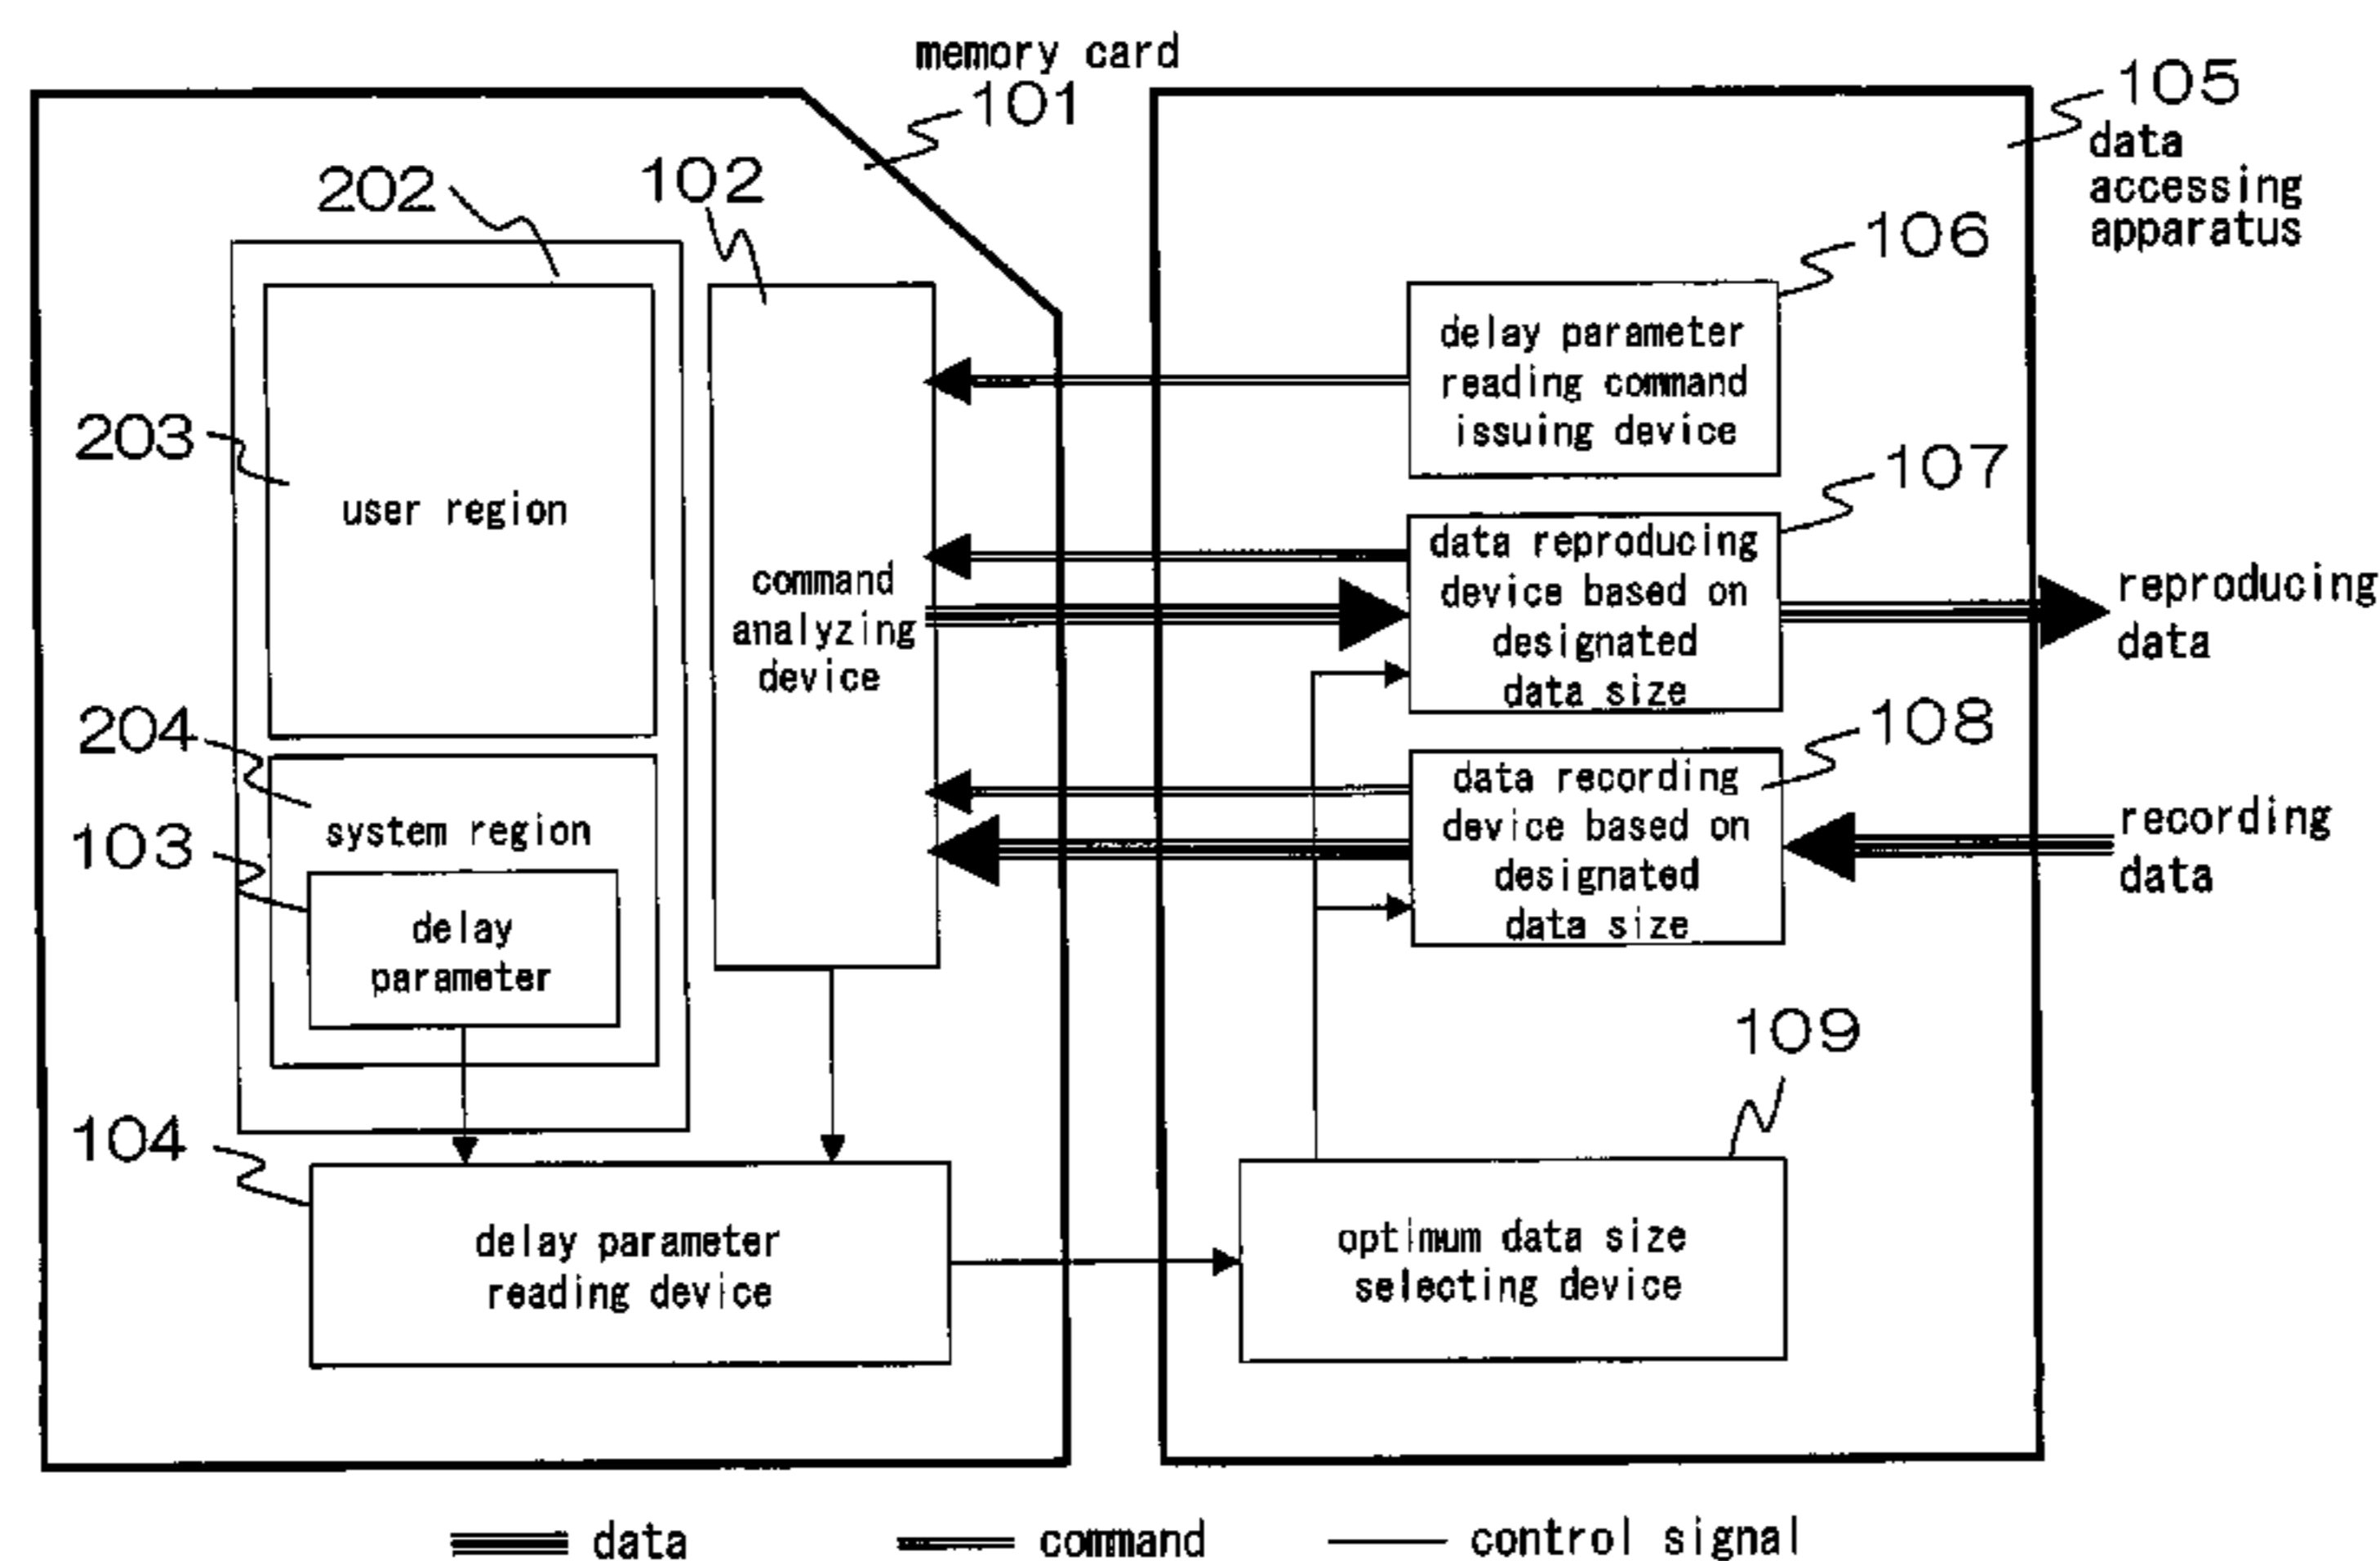 memory card
101
105
data
accessing
apparatus
202
102
106
delay parameter
reading command
issuing device
203
user region
107
data reproducing
device based on
designated
data size
reproducing
data
command
analyzing
device
204
system region
108
data recording
device based on
designated
data size
recording
data
103
delay
parameter
109
104
delay parameter
reading device
optimum data size
selecting device
data
command
control signal